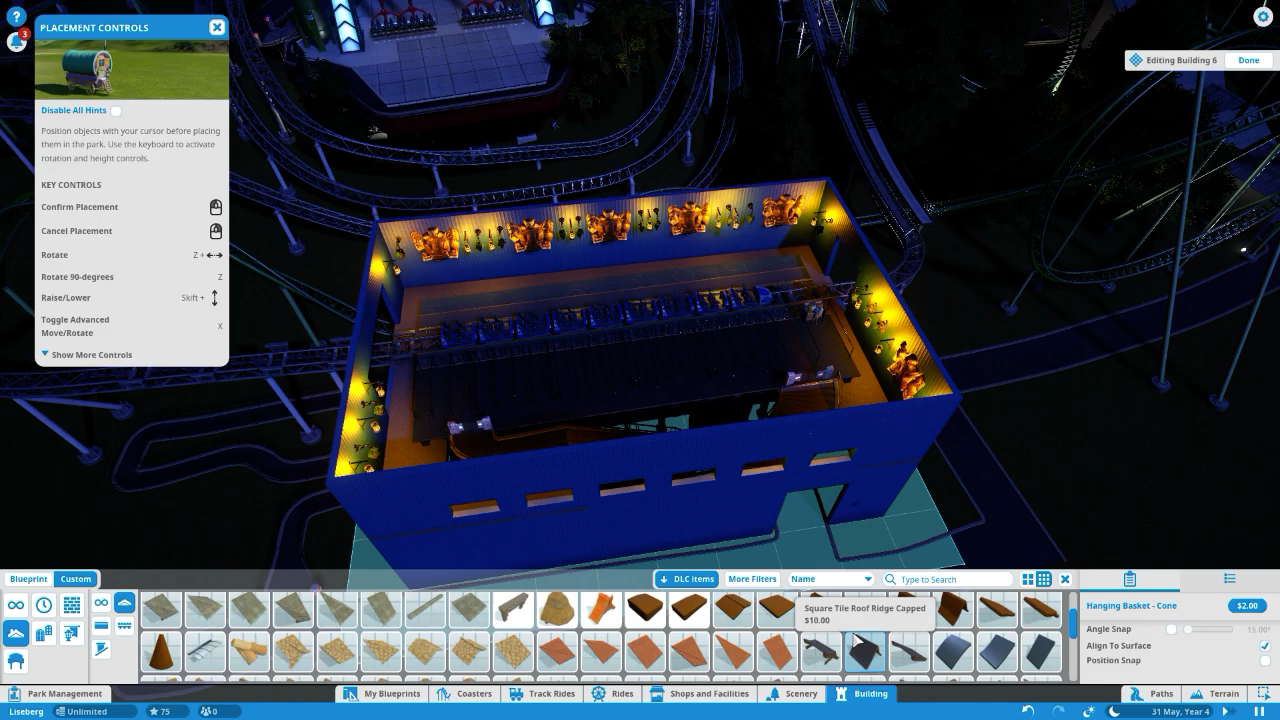 ?
3
PLACEMENT CONTROLS
Disable All Hints
Position objects with your cursor before placing
them in the park. Use the keyboard to activate
rotation and height controls.
KEY CONTROLS
Confirm Placement
Cancel Placement
Rotate Z +
Rotate 90-degrees Z
Raise/Lower Skift +
Toggle Advanced
Move/Rotate X
Show More Controls
Editing Building 6 Done
Blueprint Custom
DLC items More Filters Name Type to Search
Square Tile Roof Ridge Capped
$10.00
Hanging Basket - Cone $2.00
Angle Snap 15.00°
Align To Surface
Position Snap
Park Management My Blueprints Coasters Track Rides Rides Shops and Facilities Scenery Building Paths Terrain
Liseberg Unlimited 75 0 31 May, Year 4